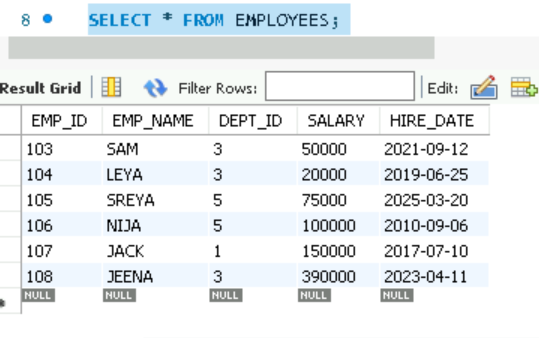 8 SELECT * FROM EMPLOYEES;
Result Grid Filter Rows: Edit:
EMP_ID EMP_NAME DEPT_ID SALARY HIRE_DATE
103 SAM 3 50000 2021-09-12
104 LEYA 3 20000 2019-06-25
105 SREYA 5 75000 2025-03-20
106 NIJA 5 100000 2010-09-06
107 JACK 1 150000 2017-07-10
108 JEENA 3 390000 2023-04-11
NULL NULL NULL NULL NULL